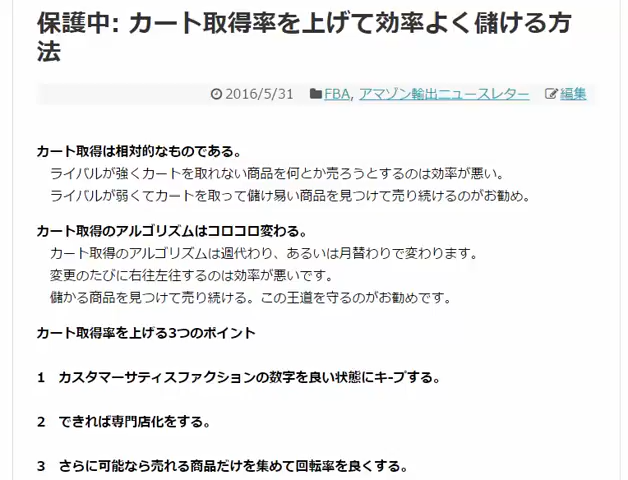 保護中: カート取得率を上げて効率よく儲ける方
法
2016/5/31 FBA, アマゾン輸出ニュースレター 編集
カート取得は相対的なものである。
ライバルが強くカートを取れない商品を何とか売ろうとするのは効率が悪い。
ライバルが弱くてカートを取って儲け易い商品を見つけて売り続けるのがお勧め。
カート取得のアルゴリズムはコロコロ変わる。
カート取得のアルゴリズムは週代わり、あるいは月替わりで変わります。
変更のたびに右往左往するのは効率が悪いです。
儲かる商品を見つけて売り続ける。この王道を守るのがお勧めです。
カート取得率を上げる3つのポイント
1 カスタマーサティスファクションの数字を良い状態にキ-プする。
2 できれば専門店化をする。
3 さらに可能なら売れる商品だけを集めて回転率を良くする。